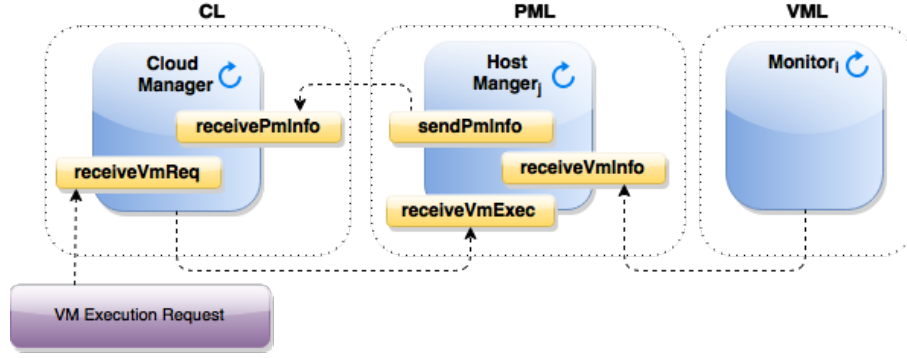 CL
PML
VML
Cloud
Manager
Host
Manger j
Monitor i
receivePmInfo
sendPmInfo
receiveVmReq
receiveVmInfo
receiveVmExec
VM Execution Request